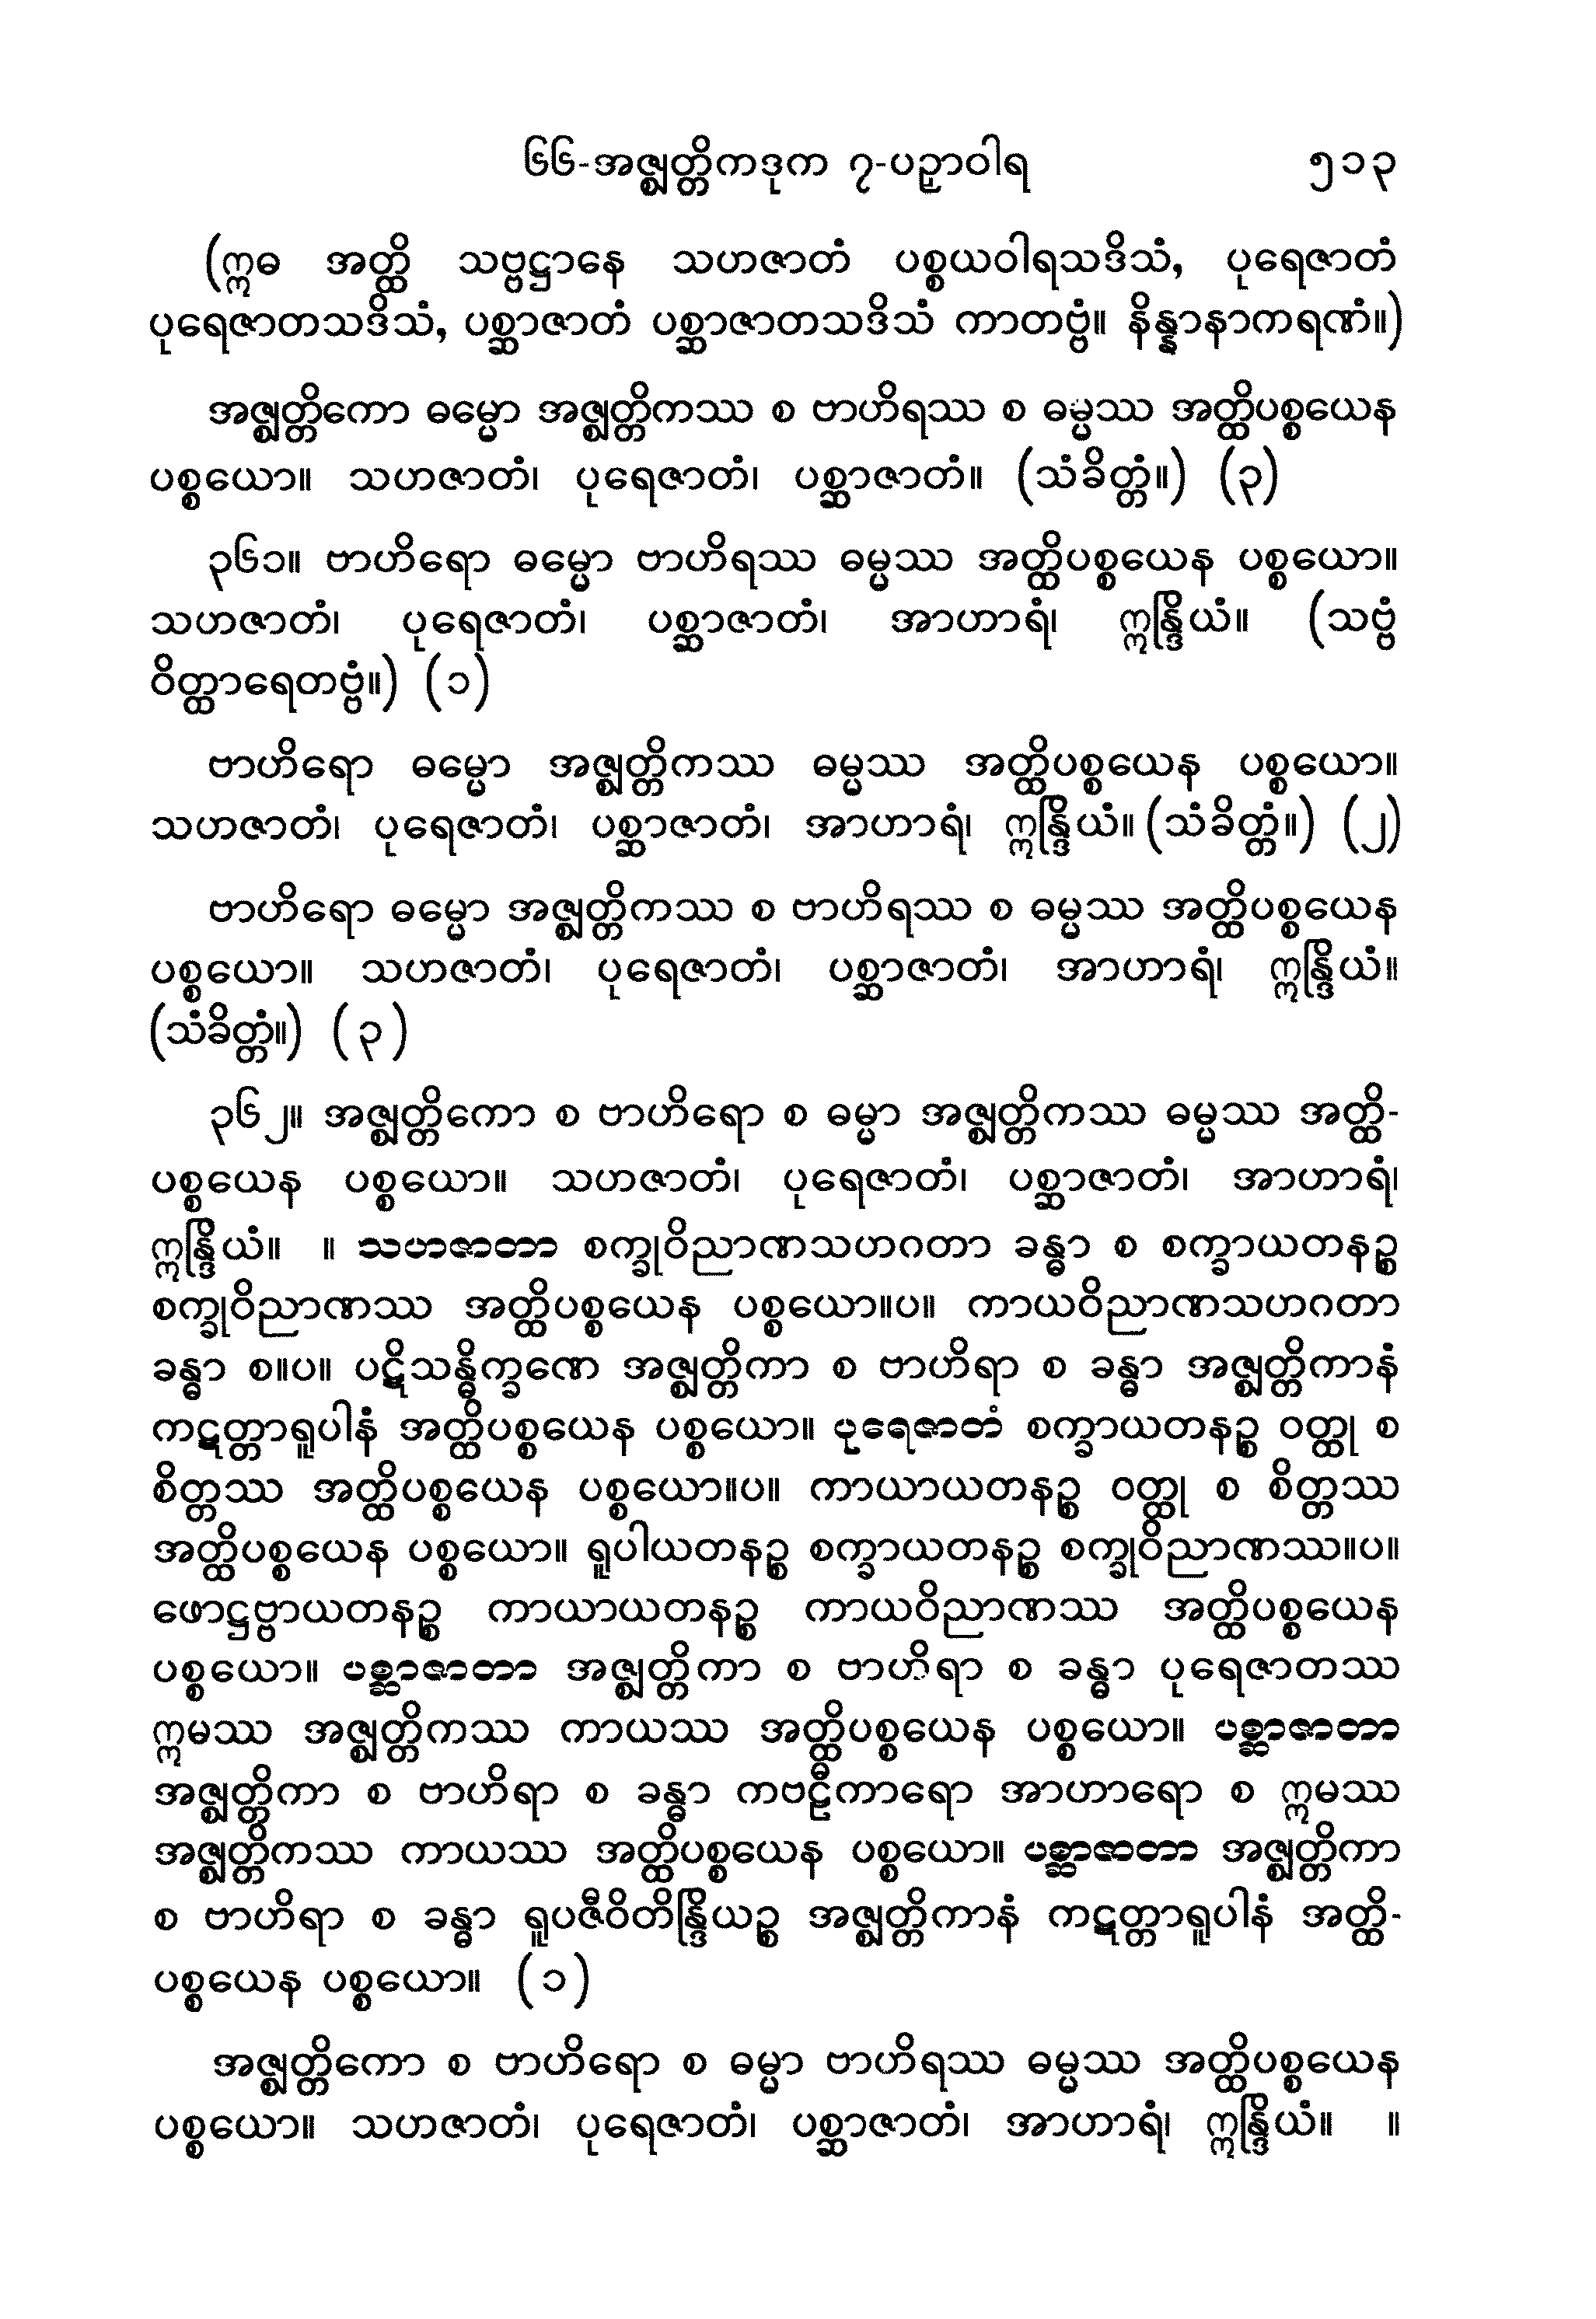 ၆၆-အဇ္ဈတ္တိကဒုက ၇-ပဉှာဝါရ ၅၁၃
(ဣဓ အတ္ထိ သဗ္ဗဋ္ဌာနေ သဟဇာတံ ပစ္စယဝါရသဒိသံ, ပုရေဇာတံ
ပုရေဇာတသဒိသံ, ပစ္ဆာဇာတံ ပစ္ဆာဇာတသဒိသံ ကာတဗ္ဗံ။ နိန္နာနာကရဏံ။)
အဇ္ဈတ္တိကော ဓမ္မော အဇ္ဈတ္တိကဿ စ ဗာဟိရဿ စ ဓမ္မဿ အတ္ထိပစ္စယေန
ပစ္စယော။ သဟဇာတံ၊ ပုရေဇာတံ၊ ပစ္ဆာဇာတံ။ (သံခိတ္တံ။) (၃)
၃၆၁။ ဗာဟိရော ဓမ္မော ဗာဟိရဿ ဓမ္မဿ အတ္ထိပစ္စယေန ပစ္စယော။
သဟဇာတံ၊ ပုရေဇာတံ၊ ပစ္ဆာဇာတံ၊ အာဟာရံ၊ ဣန္ဒြိယံ။ (သဗ္ဗံ
ဝိတ္ထာရေတဗ္ဗံ။) (၁)
ဗာဟိရော ဓမ္မော အဇ္ဈတ္တိကဿ ဓမ္မဿ အတ္ထိပစ္စယေန ပစ္စယော။
သဟဇာတံ၊ ပုရေဇာတံ၊ ပစ္ဆာဇာတံ၊ အာဟာရံ၊ ဣန္ဒြိယံ။ (သံခိတ္တံ။) (၂)
ဗာဟိရော ဓမ္မော အဇ္ဈတ္တိကဿ စ ဗာဟိရဿ စ ဓမ္မဿ အတ္ထိပစ္စယေန
ပစ္စယော။ သဟဇာတံ၊ ပုရေဇာတံ၊ ပစ္ဆာဇာတံ၊ အာဟာရံ၊ ဣန္ဒြိယံ။
(သံခိတ္တံ။) (၃)
၃၆၂။ အဇ္ဈတ္တိကော စ ဗာဟိရော စ ဓမ္မာ အဇ္ဈတ္တိကဿ ဓမ္မဿ အတ္ထိ-
ပစ္စယေန ပစ္စယော။ သဟဇာတံ၊ ပုရေဇာတံ၊ ပစ္ဆာဇာတံ၊ အာဟာရံ၊
ဣန္ဒြိယံ။ ။ သဟဇာတာ စက္ခုဝိညာဏသဟဂတာ ခန္ဓာ စ စက္ခာယတနဉ္စ
စက္ခုဝိညာဏဿ အတ္ထိပစ္စယေန ပစ္စယော။ပ။ ကာယဝိညာဏသဟဂတာ
ခန္ဓာ စ။ပ။ ပဋိသန္ဓိက္ခဏေ အဇ္ဈတ္တိကာ စ ဗာဟိရာ စ ခန္ဓာ အဇ္ဈတ္တိကာနံ
ကဋတ္တာရူပါနံ အတ္ထိပစ္စယေန ပစ္စယော။ ပုရေဇာတံ စက္ခာယတနဉ္စ ဝတ္ထု စ
စိတ္တဿ အတ္ထိပစ္စယေန ပစ္စယော။ပ။ ကာယာယတနဉ္စ ဝတ္ထု စ စိတ္တဿ
အတ္ထိပစ္စယေန ပစ္စယော။ ရူပါယတနဉ္စ စက္ခာယတနဉ္စ စက္ခုဝိညာဏဿ။ပ။
ဖောဋ္ဌဗ္ဗာယတနဉ္စ ကာယာယတနဉ္စ ကာယဝိညာဏဿ အတ္ထိပစ္စယေန
ပစ္စယော။ ပစ္ဆာဇာတာ အဇ္ဈတ္တိကာ စ ဗာဟိရာ စ ခန္ဓာ ပုရေဇာတဿ
ဣမဿ အဇ္ဈတ္တိကဿ ကာယဿ အတ္ထိပစ္စယေန ပစ္စယော။ ပစ္ဆာဇာတာ
အဇ္ဈတ္တိကာ စ ဗာဟိရာ စ ခန္ဓာ ကဗဠီကာရော အာဟာရော စ ဣမဿ
အဇ္ဈတ္တိကဿ ကာယဿ အတ္ထိပစ္စယေန ပစ္စယော။ ပစ္ဆာဇာတာ အဇ္ဈတ္တိကာ
စ ဗာဟိရာ စ ခန္ဓာ ရူပဇီဝိတိန္ဒြိယဉ္စ အဇ္ဈတ္တိကာနံ ကဋတ္တာရူပါနံ အတ္ထိ-
ပစ္စယေန ပစ္စယော။ (၁)
အဇ္ဈတ္တိကော စ ဗာဟိရော စ ဓမ္မာ ဗာဟိရဿ ဓမ္မဿ အတ္ထိပစ္စယေန
ပစ္စယော။ သဟဇာတံ၊ ပုရေဇာတံ၊ ပစ္ဆာဇာတံ၊ အာဟာရံ၊ ဣန္ဒြိယံ။ ။